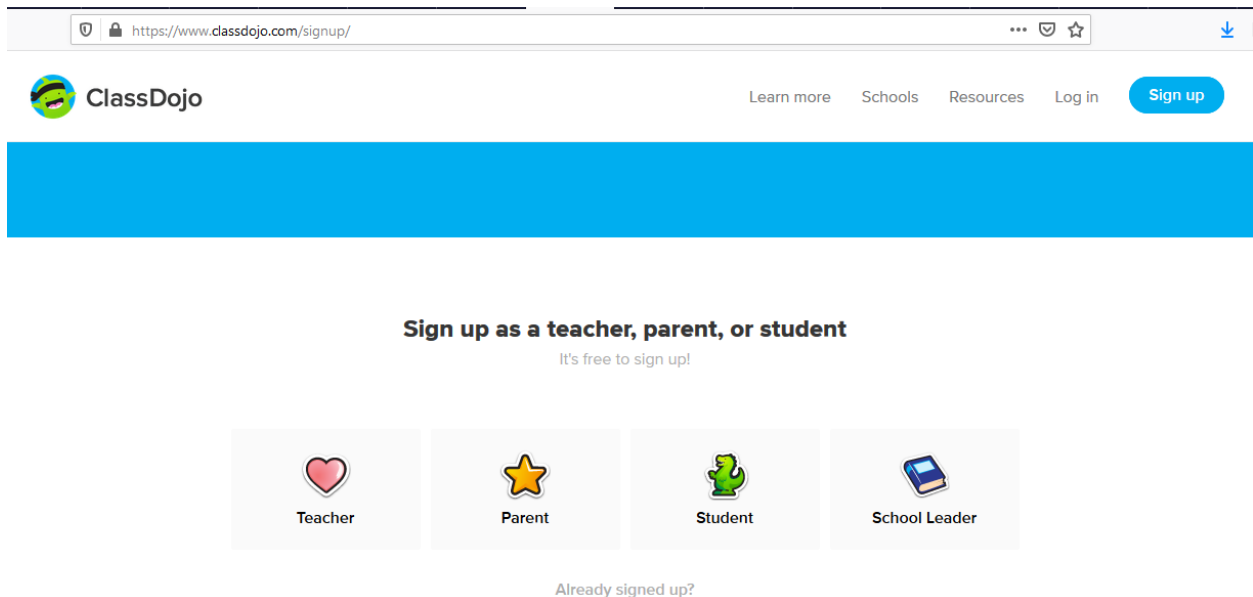 https://www.classdojo.com/signup/
ClassDojo Learn more Schools Resources Log in Sign up
Sign up as a teacher, parent, or student
It's free to sign up!
Teacher Parent Student School Leader
Already signed up?